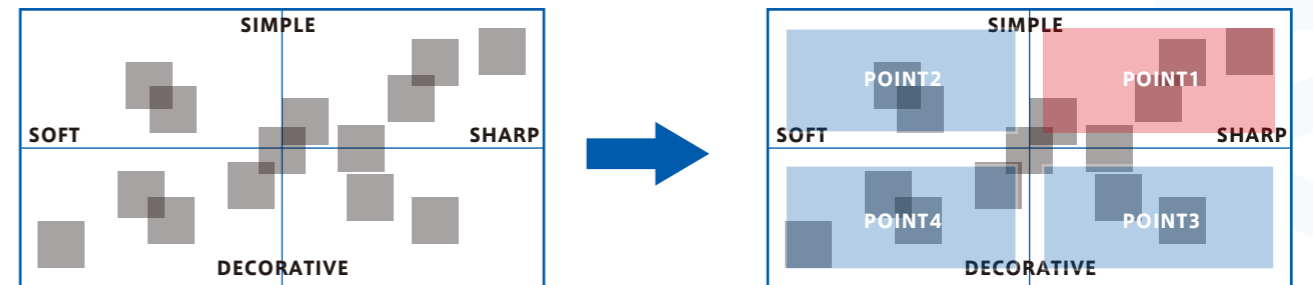 SIMPLE
SOFT
SHARP
DECORATIVE
SIMPLE
POINT2
POINT1
SOFT
SHARP
POINT4
POINT3
DECORATIVE